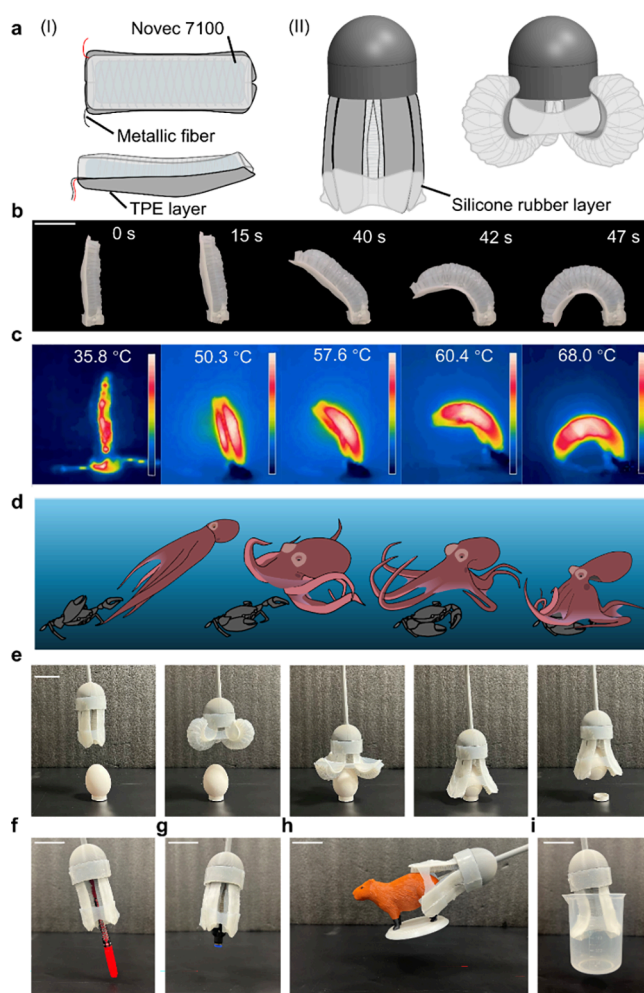 a
(I)
Novec 7100
(II)
Metallic fiber
TPE layer
Silicone rubber layer
b
0 s
15 s
40 s
42 s
47 s
c
35.8 °C
50.3 °C
57.6 °C
60.4 °C
68.0 °C
d
e
f
g
h
i